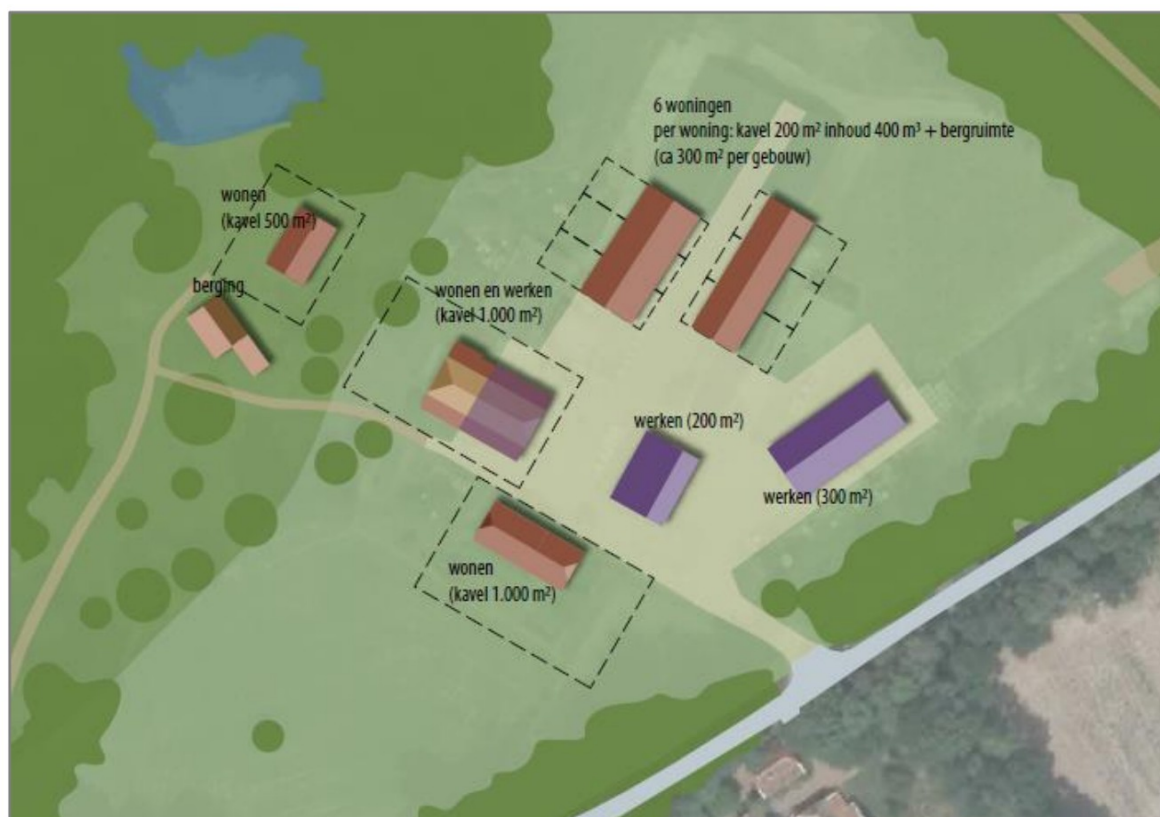 6 woningen
per woning: kavel 200 m² inhoud 400 m³ + bergruimte
(ca 300 m² per gebouw)
wonen
(kavel 500 m²)
berging
wonen en werken
(kavel 1.000 m²)
werken (200 m²)
werken (300 m²)
wonen
(kavel 1.000 m²)